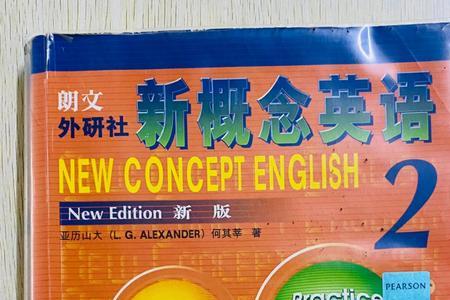 朗文
外研社
新概念英语
NEW CONCEPT ENGLISH
2
New Edition 新版
亚历山大（L. G. ALEXANDER）何其莘 著
Practice
PEARSON